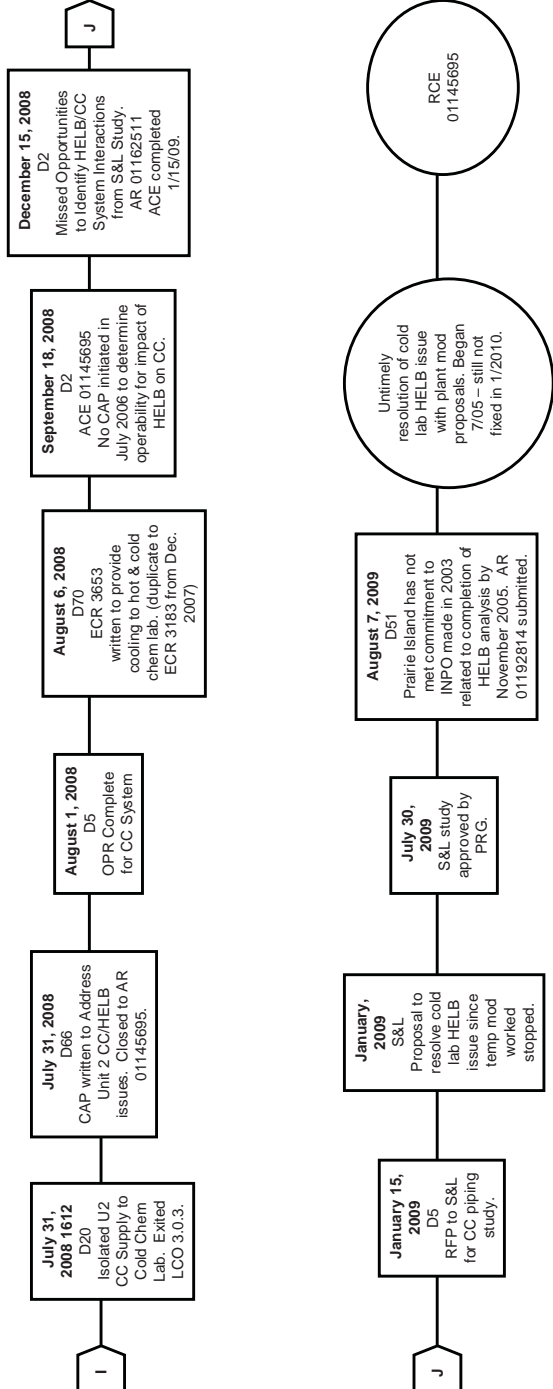 I
July 31,
2008 1612
D20
Isolated U2
CC Supply to
Cold Chem
Lab. Exited
LCO 3.0.3.
July 31, 2008
D66
CAP written to Address
Unit 2 CC/HELB
issues. Closed to AR
01145695.
August 1, 2008
D5
OPR Complete
for CC System
August 6, 2008
D70
ECR 3653
written to provide
cooling to hot & cold
chem lab. (duplicate to
ECR 3183 from Dec.
2007)
September 18, 2008
D2
ACE 01145695
No CAP initiated in
July 2006 to determine
operability for impact of
HELB on CC.
December 15, 2008
D2
Missed Opportunities
to Identify HELB/CC
System Interactions
from S&L Study.
AR 01162511
ACE completed
1/15/09.
J
J
January 15,
2009
D5
RFP to S&L
for CC piping
study.
January,
2009
S&L
Proposal to
resolve cold
lab HELB
issue since
temp mod
worked
stopped.
July 30,
2009
S&L study
approved by
PRG.
August 7, 2009
D51
Prairie Island has not
met commitment to
INPO made in 2003
related to completion of
HELB analysis by
November 2005. AR
01192814 submitted.
Untimely
resolution of cold
lab HELB issue
with plant mod
proposals. Began
7/05 – still not
fixed in 1/2010.
RCE
01145695